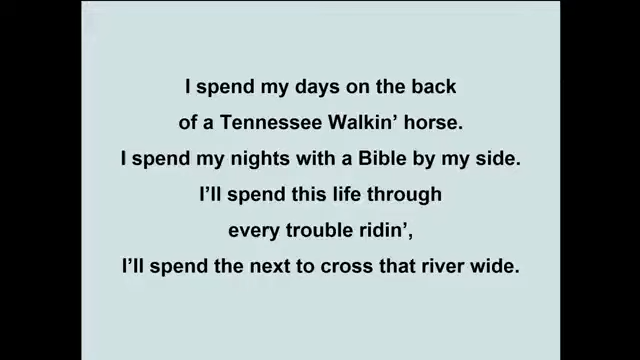 I spend my days on the back
of a Tennessee Walkin’ horse.
I spend my nights with a Bible by my side.
I’ll spend this life through
every trouble ridin’,
I’ll spend the next to cross that river wide.